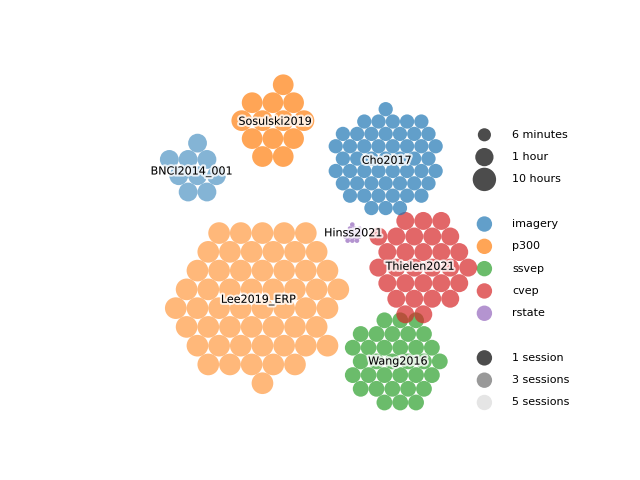 Sosulski2019
BNCI2014_001
Cho2017
Hinss2021
Thielen2021
Lee2019_ERP
Wang2016
6 minutes
1 hour
10 hours
imagery
p300
ssvep
cvep
rstate
1 session
3 sessions
5 sessions